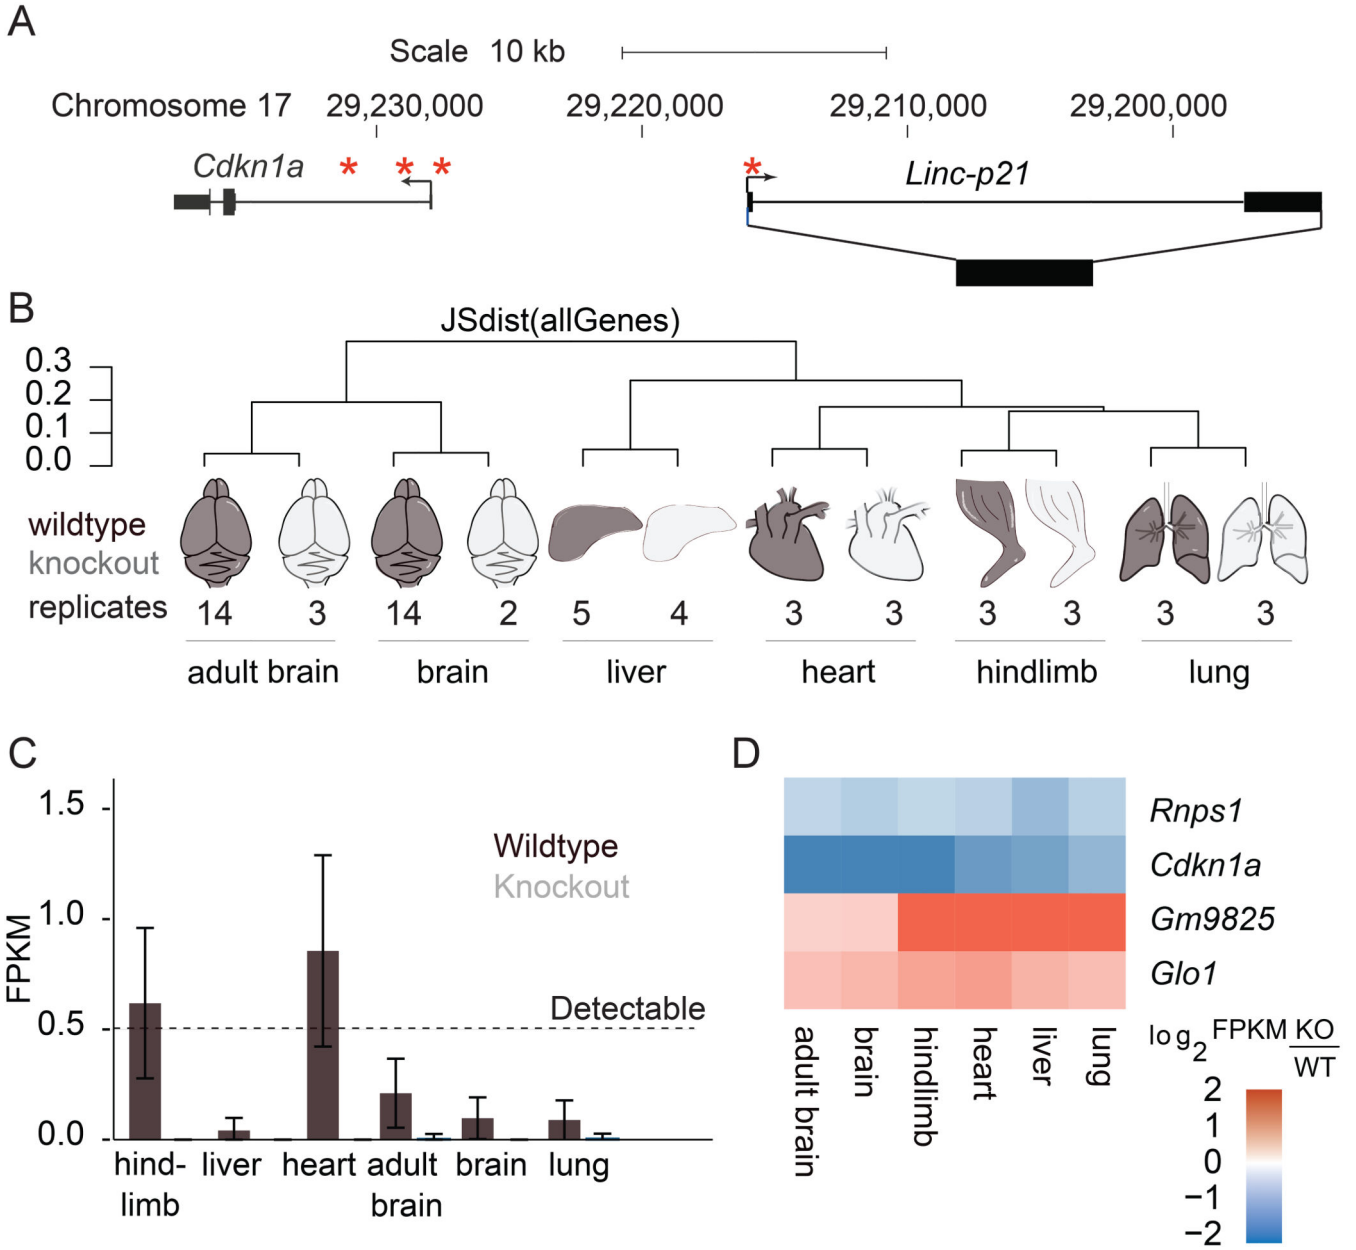 A
Scale 10 kb
Chromosome 17 29,230,000 29,220,000 29,210,000 29,200,000
Cdkn1a * * * * Linc-p21
B
JSdist(allGenes)
0.3
0.2
0.1
0.0
wildtype
knockout
replicates 14 3 14 2 5 4 3 3 3 3 3 3
adult brain brain liver heart hindlimb lung
C
1.5
1.0
0.5
0.0
FPKM
Wildtype
Knockout
Detectable
hind-
limb
liver
heart
adult
brain
brain
lung
D
Rnps1
Cdkn1a
Gm9825
Glo1
adult brain
brain
hindlimb
heart
liver
lung
log2 FPKM KO
WT
2
1
0
−1
−2